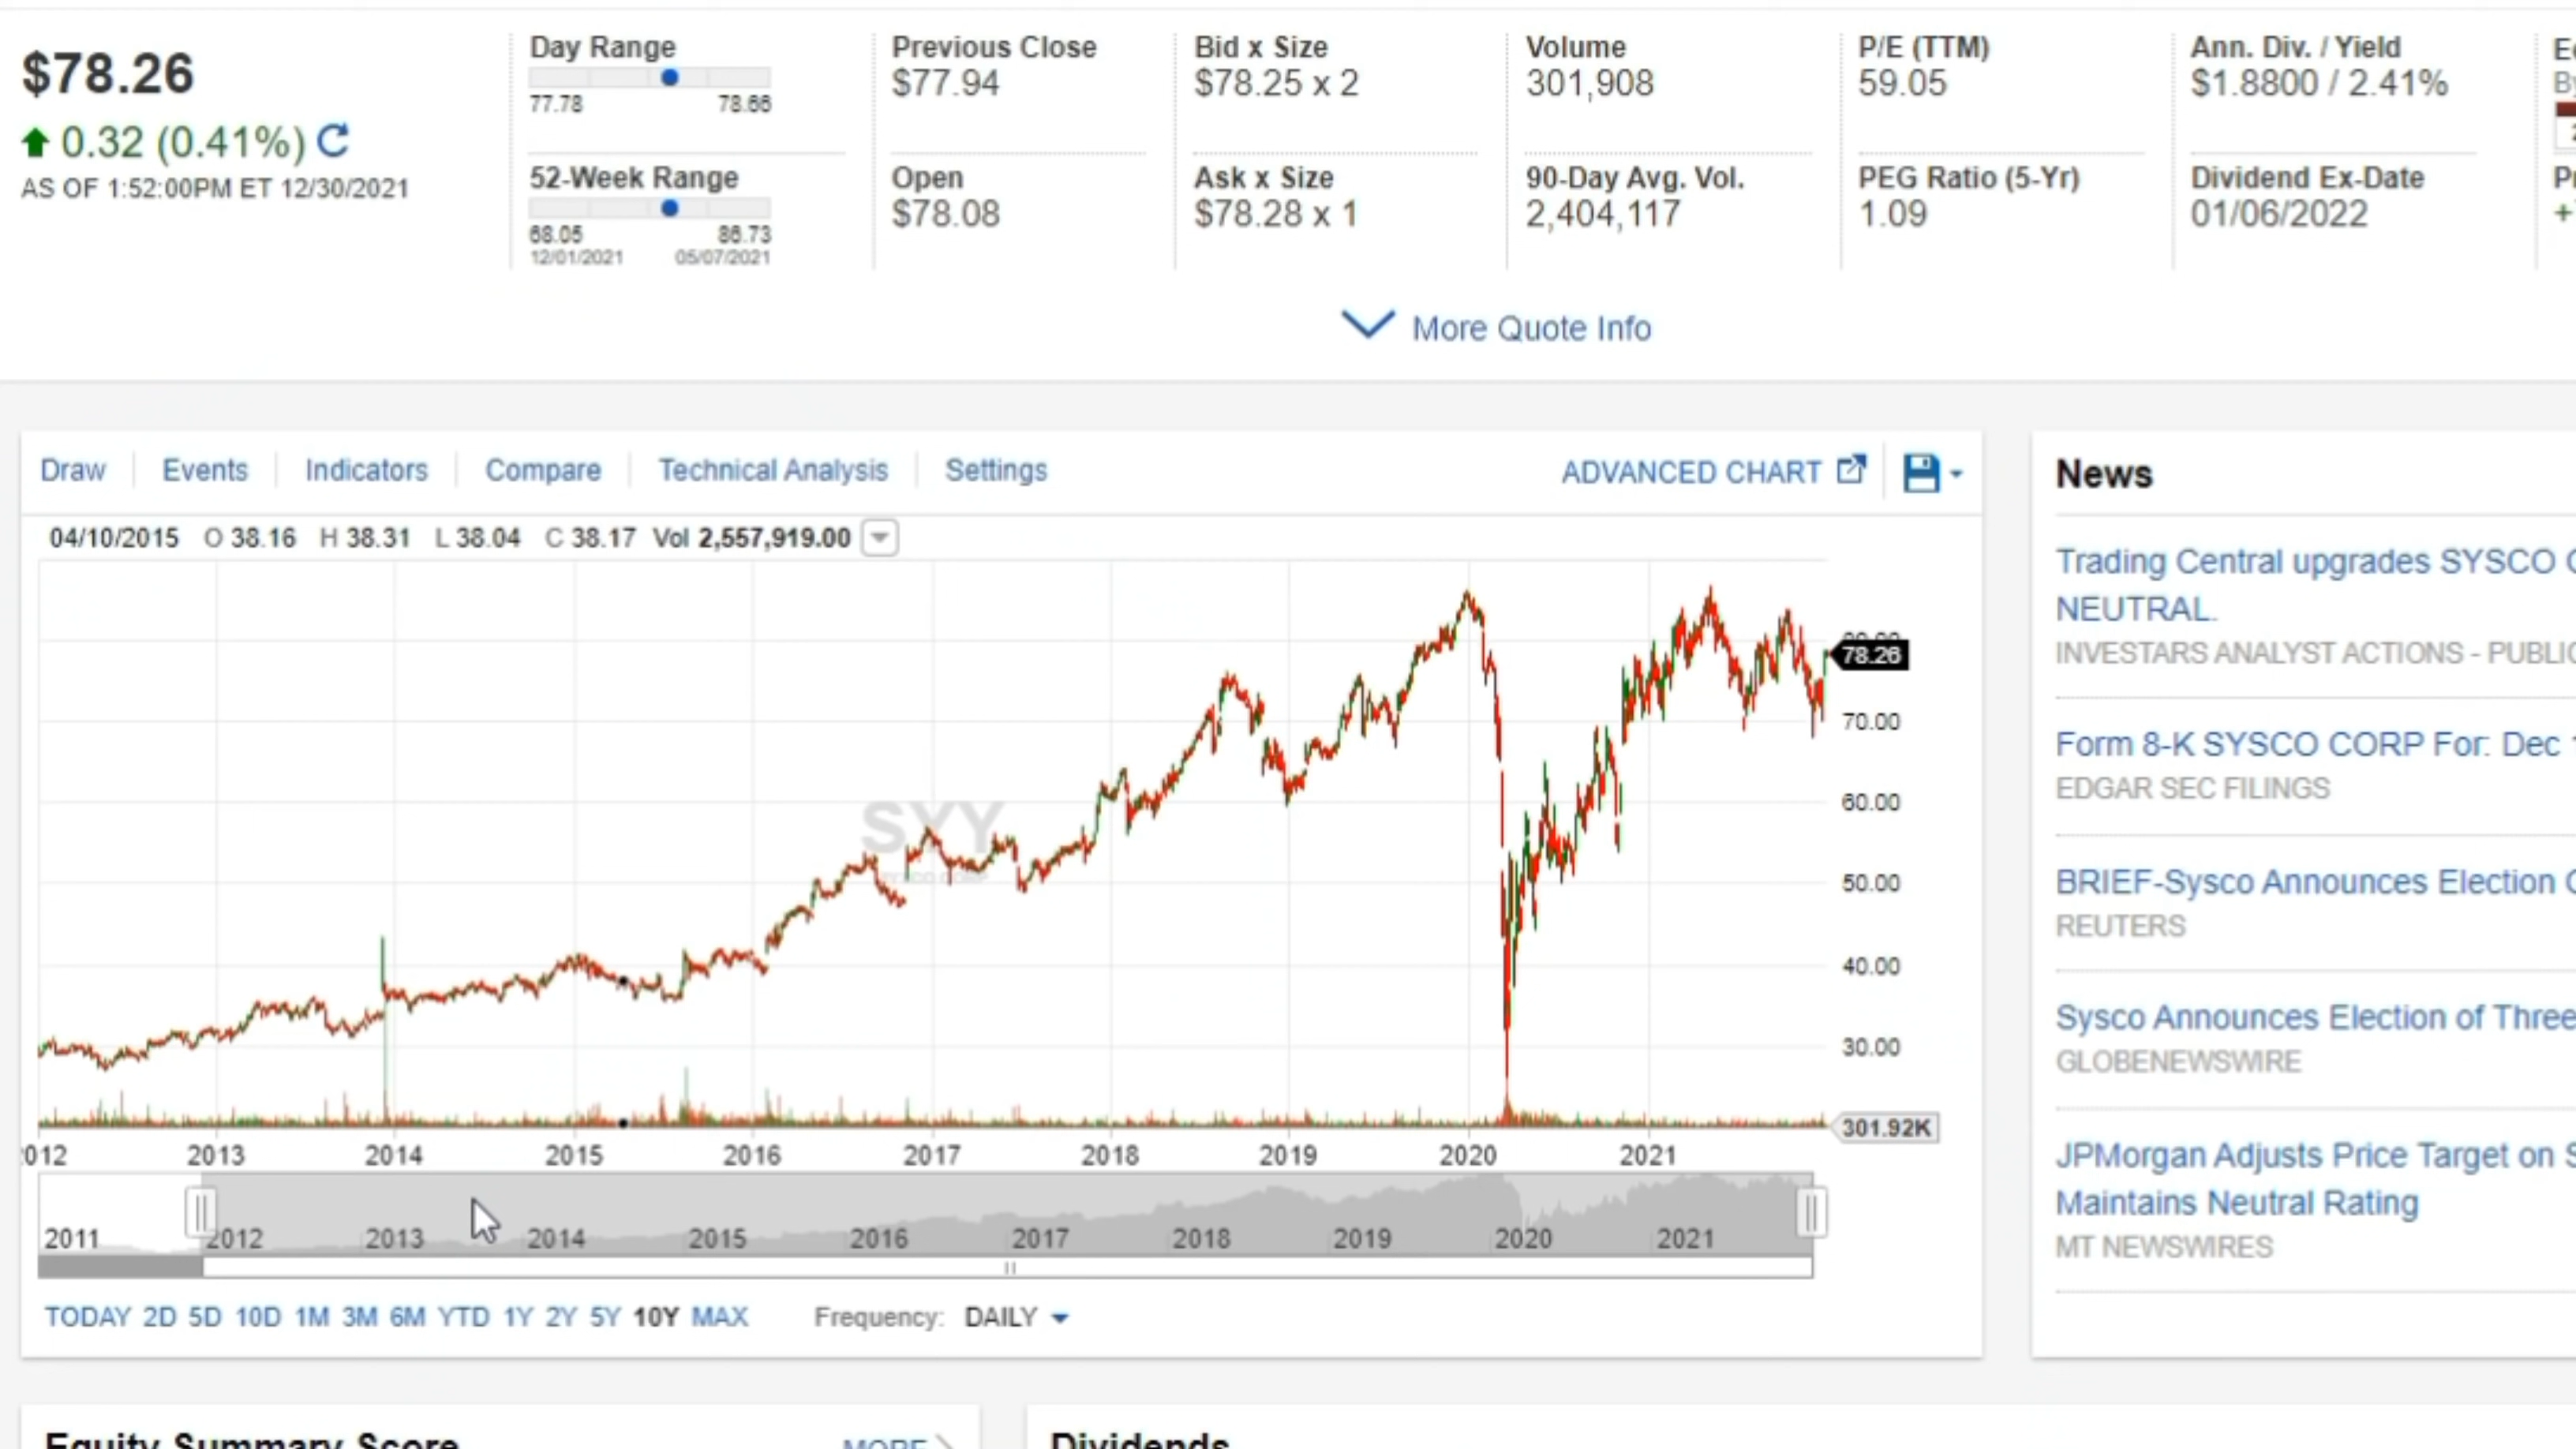 $78.26
0.32 (0.41%)
AS OF 1:52:00PM ET 12/30/2021
Day Range
77.78 78.66
52-Week Range
68.05 86.73
12/01/2021 05/07/2021
Previous Close
$77.94
Open
$78.08
Bid x Size
$78.25 x 2
Ask x Size
$78.28 x 1
Volume
301,908
90-Day Avg. Vol.
2,404,117
P/E (TTM)
59.05
PEG Ratio (5-Yr)
1.09
Ann. Div. / Yield
$1.8800 / 2.41%
Dividend Ex-Date
01/06/2022
More Quote Info
Draw Events Indicators Compare Technical Analysis Settings
ADVANCED CHART
04/10/2015 O 38.16 H 38.31 L 38.04 C 38.17 Vol 2,557,919.00
SYY
78.26
70.00
60.00
50.00
40.00
30.00
301.92K
2013 2014 2015 2016 2017 2018 2019 2020 2021
2011 2012 2013 2014 2015 2016 2017 2018 2019 2020 2021
TODAY 2D 5D 10D 1M 3M 6M YTD 1Y 2Y 5Y 10Y MAX Frequency: DAILY
News
Trading Central upgrades SYSCO
NEUTRAL.
INVESTARS ANALYST ACTIONS - PUBLIC
Form 8-K SYSCO CORP For: Dec
EDGAR SEC FILINGS
BRIEF-Sysco Announces Election
REUTERS
Sysco Announces Election of Three
GLOBENEWSWIRE
JPMorgan Adjusts Price Target on
Maintains Neutral Rating
MT NEWSWIRES
Equity Summary Score
MORE
Dividends